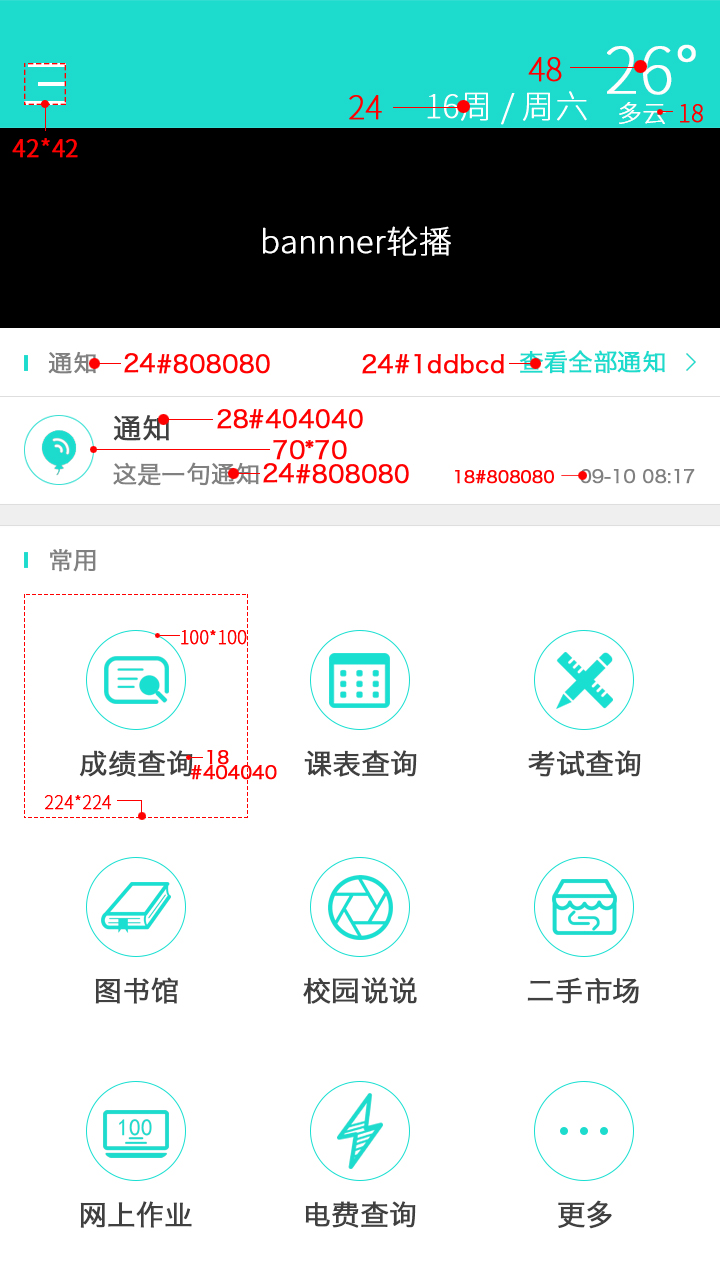 48
26°
24
16周 / 周六
多云
18
42*42
bannner轮播
通知
24#808080
24#1ddbcd
查看全部通知
通知
28#404040
70*70
这是一句通知
24#808080
18#808080
09-10 08:17
常用
100*100
成绩查询
18
#404040
课表查询
考试查询
224*224
图书馆
校园说说
二手市场
100
网上作业
电费查询
更多